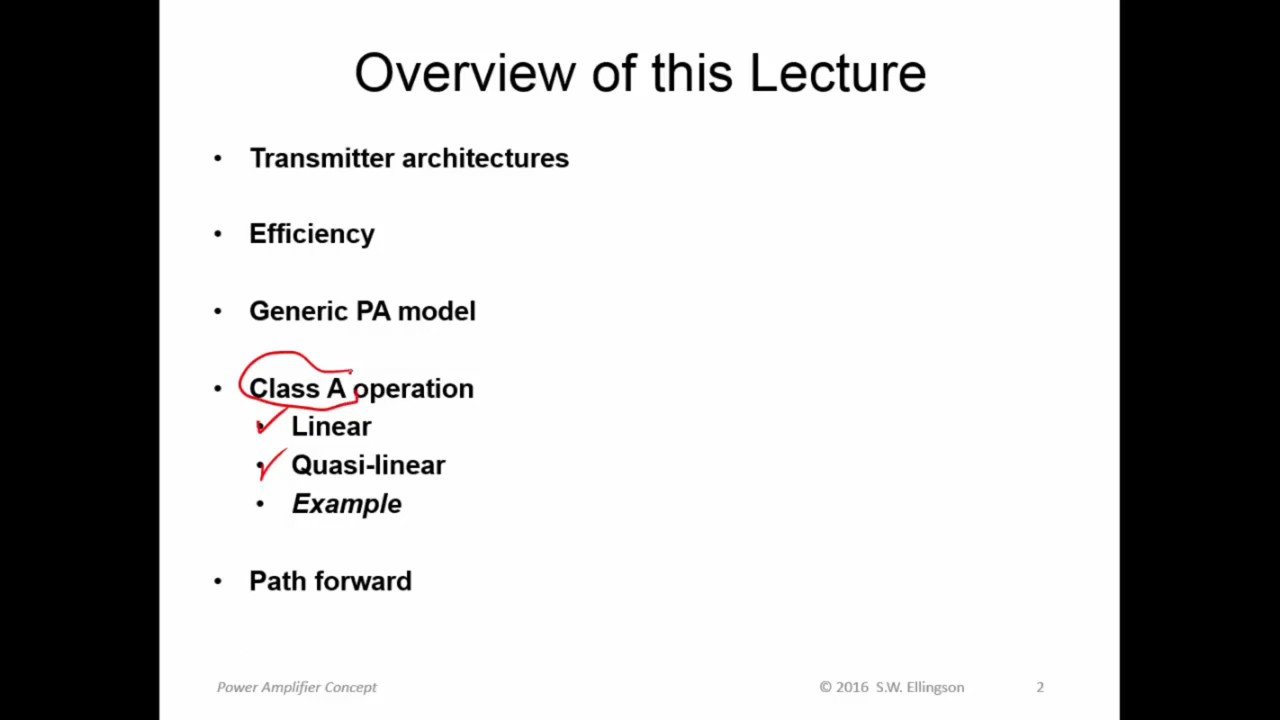 Overview of this Lecture
• Transmitter architectures
• Efficiency
• Generic PA model
• Class A operation
• Linear
• Quasi-linear
• Example
• Path forward
Power Amplifier Concept © 2016 S.W. Ellingson 2